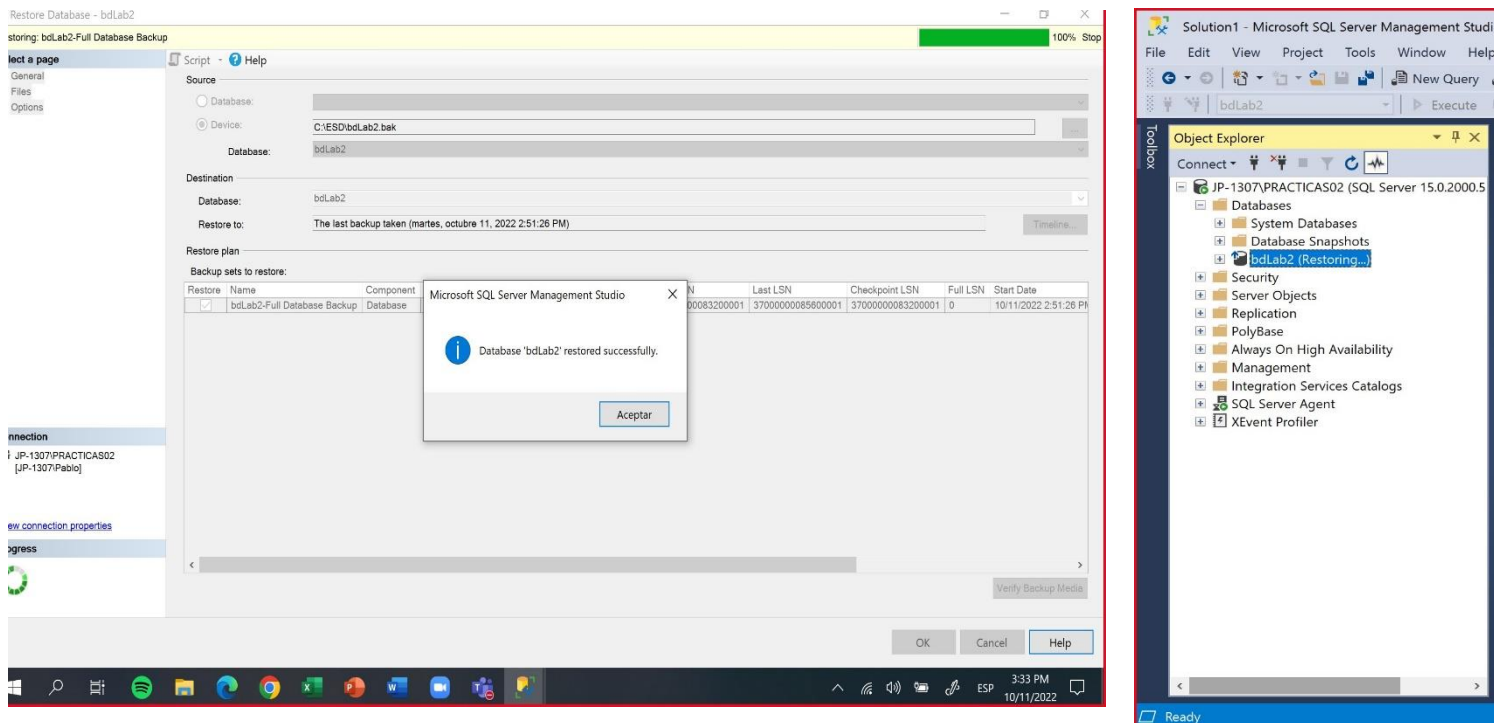 Restore Database - bdLab2
storing: bdLab2-Full Database Backup
100% Stop
lect a page
General
Files
Options
Script
Help
Source
Database:
Device:
C:\ESD\bdLab2.bak
...
Database:
bdLab2
Destination
Database:
bdLab2
Restore to:
The last backup taken (martes, octubre 11, 2022 2:51:26 PM)
Timeline...
Restore plan
Backup sets to restore:
Restore Name Component N Last LSN Checkpoint LSN Full LSN Start Date
bdLab2-Full Database Backup Database 00083200001 37000000085600001 37000000083200001 0 10/11/2022 2:51:26 PM
Microsoft SQL Server Management Studio
Database 'bdLab2' restored successfully.
Aceptar
nnection
JP-1307\PRACTICAS02
[JP-1307\Pablo]
ew connection properties
ogress
Verify Backup Media
OK Cancel Help
ESP
3:33 PM
10/11/2022
Solution1 - Microsoft SQL Server Management Studi
File Edit View Project Tools Window Help
New Query
bdLab2
Execute
Toolbox
Object Explorer
Connect
JP-1307\PRACTICAS02 (SQL Server 15.0.2000.5
Databases
System Databases
Database Snapshots
bdLab2 (Restoring...)
Security
Server Objects
Replication
PolyBase
Always On High Availability
Management
Integration Services Catalogs
SQL Server Agent
XEvent Profiler
Ready